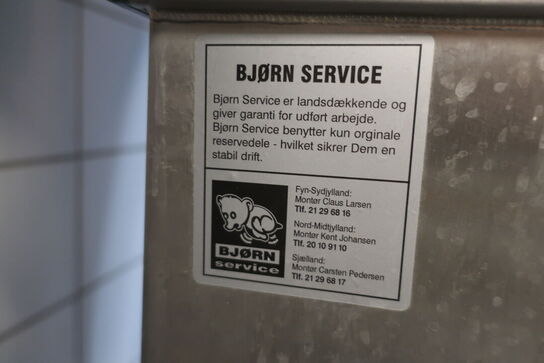 BJØRN SERVICE
Bjørn Service er landsdækkende og
giver garanti for udført arbejde.
Bjørn Service benytter kun orginale
reservedele - hvilket sikrer Dem en
stabil drift.
BJØRN
service
Fyn-Sydjylland:
Montør Claus Larsen
Tlf. 21 29 68 16
Nord-Midtjylland:
Montør Kent Johansen
Tlf. 20 10 91 10
Sjælland:
Montør Carsten Pedersen
Tlf. 21 29 68 17